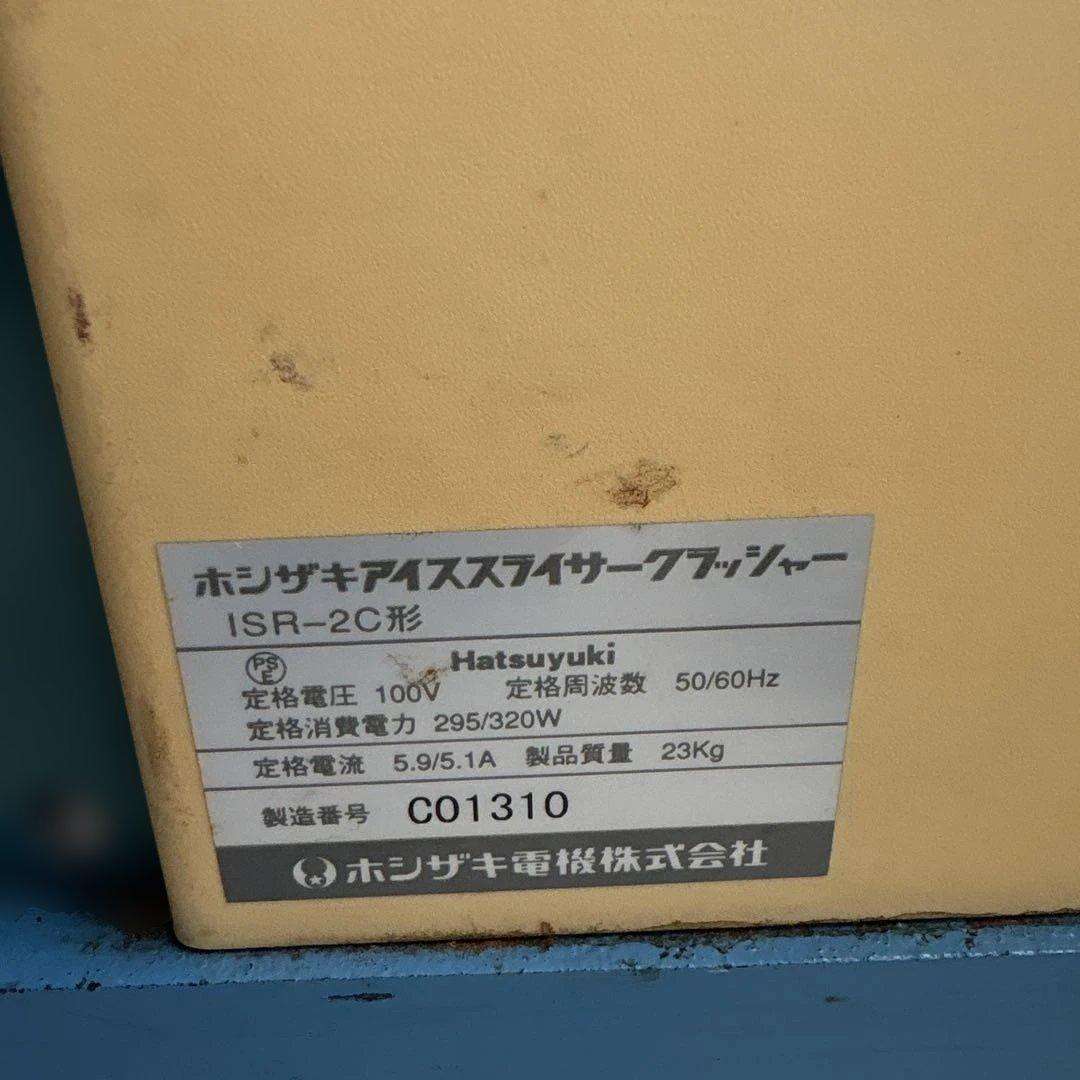 ホシザキアイススライサークラッシャー
ISR-2C形
PS
E
Hatsuyuki
定格電圧 100V 定格周波数 50/60Hz
定格消費電力 295/320W
定格電流 5.9/5.1A 製品質量 23Kg
製造番号 C01310
ホシザキ電機株式会社